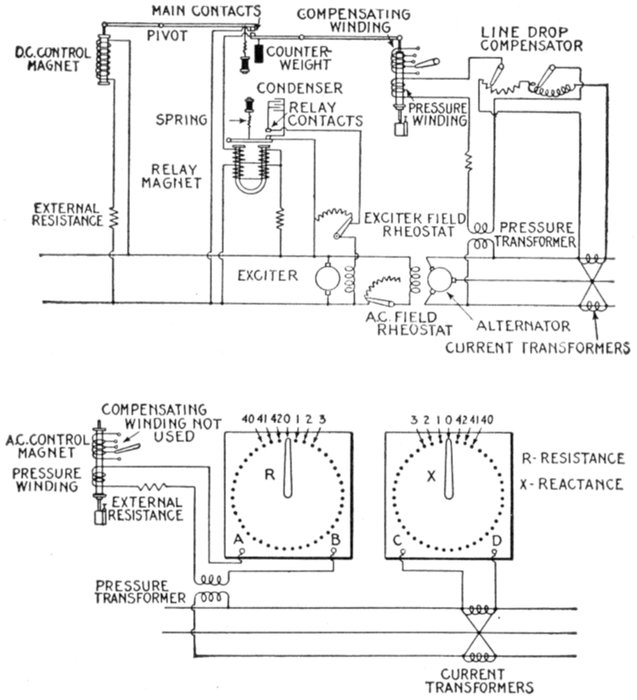 MAIN CONTACTS
COMPENSATING
WINDING
PIVOT
D.C. CONTROL
MAGNET
COUNTER-
WEIGHT
LINE DROP
COMPENSATOR
CONDENSER
RELAY
CONTACTS
PRESSURE
WINDING
SPRING
RELAY
MAGNET
EXTERNAL
RESISTANCE
EXCITER FIELD
RHEOSTAT
PRESSURE
TRANSFORMER
EXCITER
A.C. FIELD
RHEOSTAT
ALTERNATOR
CURRENT TRANSFORMERS
COMPENSATING
WINDING NOT
USED
A.C. CONTROL
MAGNET
PRESSURE
WINDING
EXTERNAL
RESISTANCE
40 41 42 0 1 2 3
R
A
B
3 2 1 0 42 41 40
X
C
D
R- RESISTANCE
X- REACTANCE
PRESSURE
TRANSFORMER
CURRENT
TRANSFORMERS